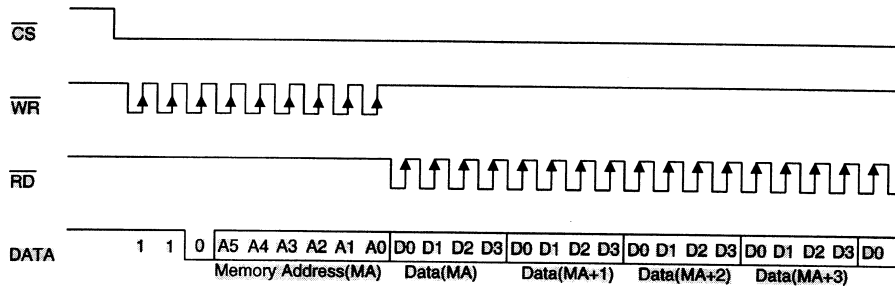 CS
WR
RD
DATA 1 1 0 A5 A4 A3 A2 A1 A0 D0 D1 D2 D3 D0 D1 D2 D3 D0 D1 D2 D3 D0 D1 D2 D3 D0
Memory Address(MA) Data(MA) Data(MA+1) Data(MA+2) Data(MA+3)